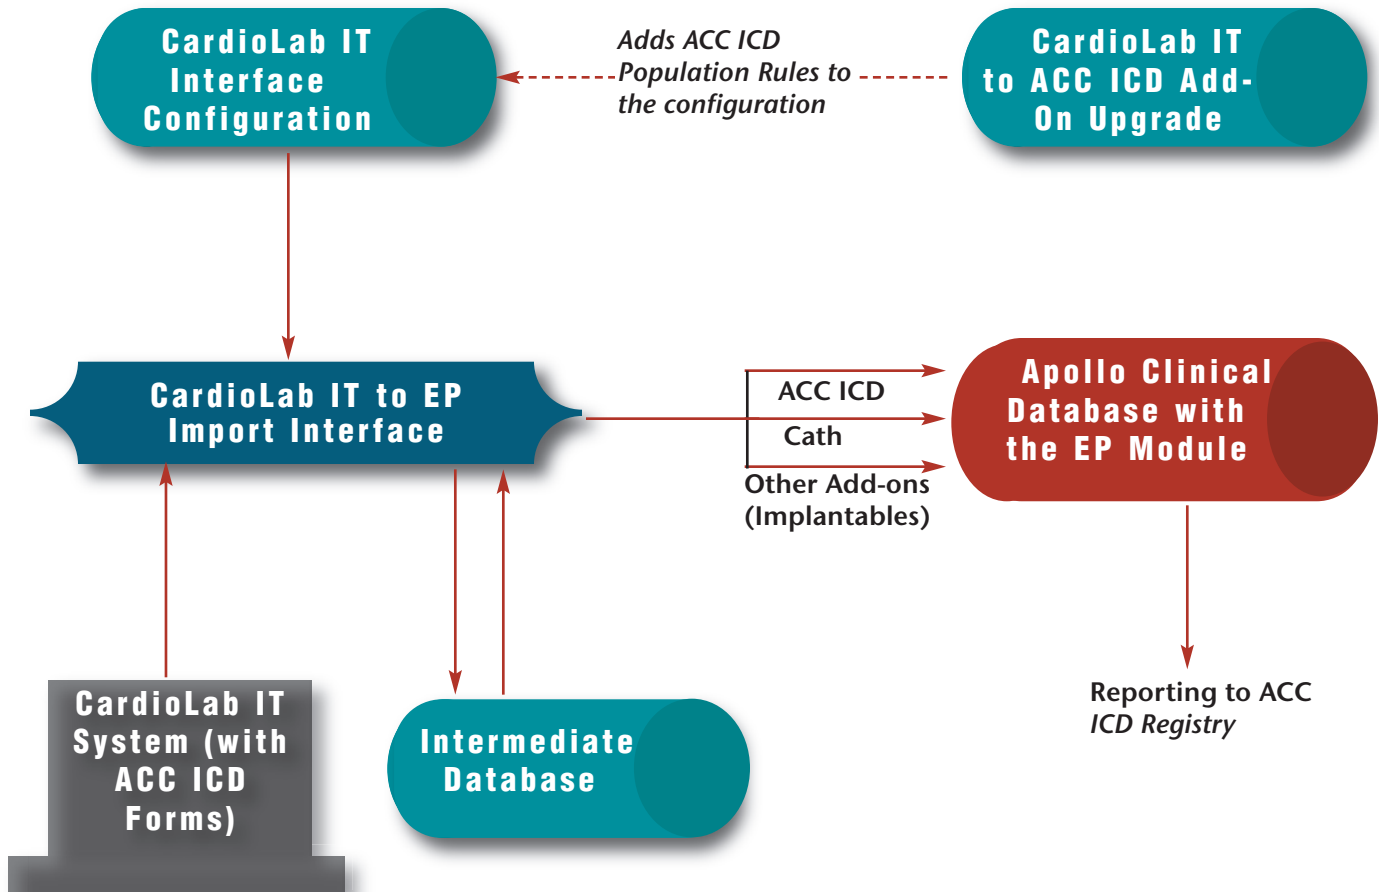 CardioLab IT
Interface
Configuration
Adds ACC ICD
Population Rules to
the configuration
CardioLab IT
to ACC ICD Add-
On Upgrade
CardioLab IT to EP
Import Interface
ACC ICD
Cath
Other Add-ons
(Implantables)
Apollo Clinical
Database with
the EP Module
CardioLab IT
System (with
ACC ICD
Forms)
Intermediate
Database
Reporting to ACC
ICD Registry